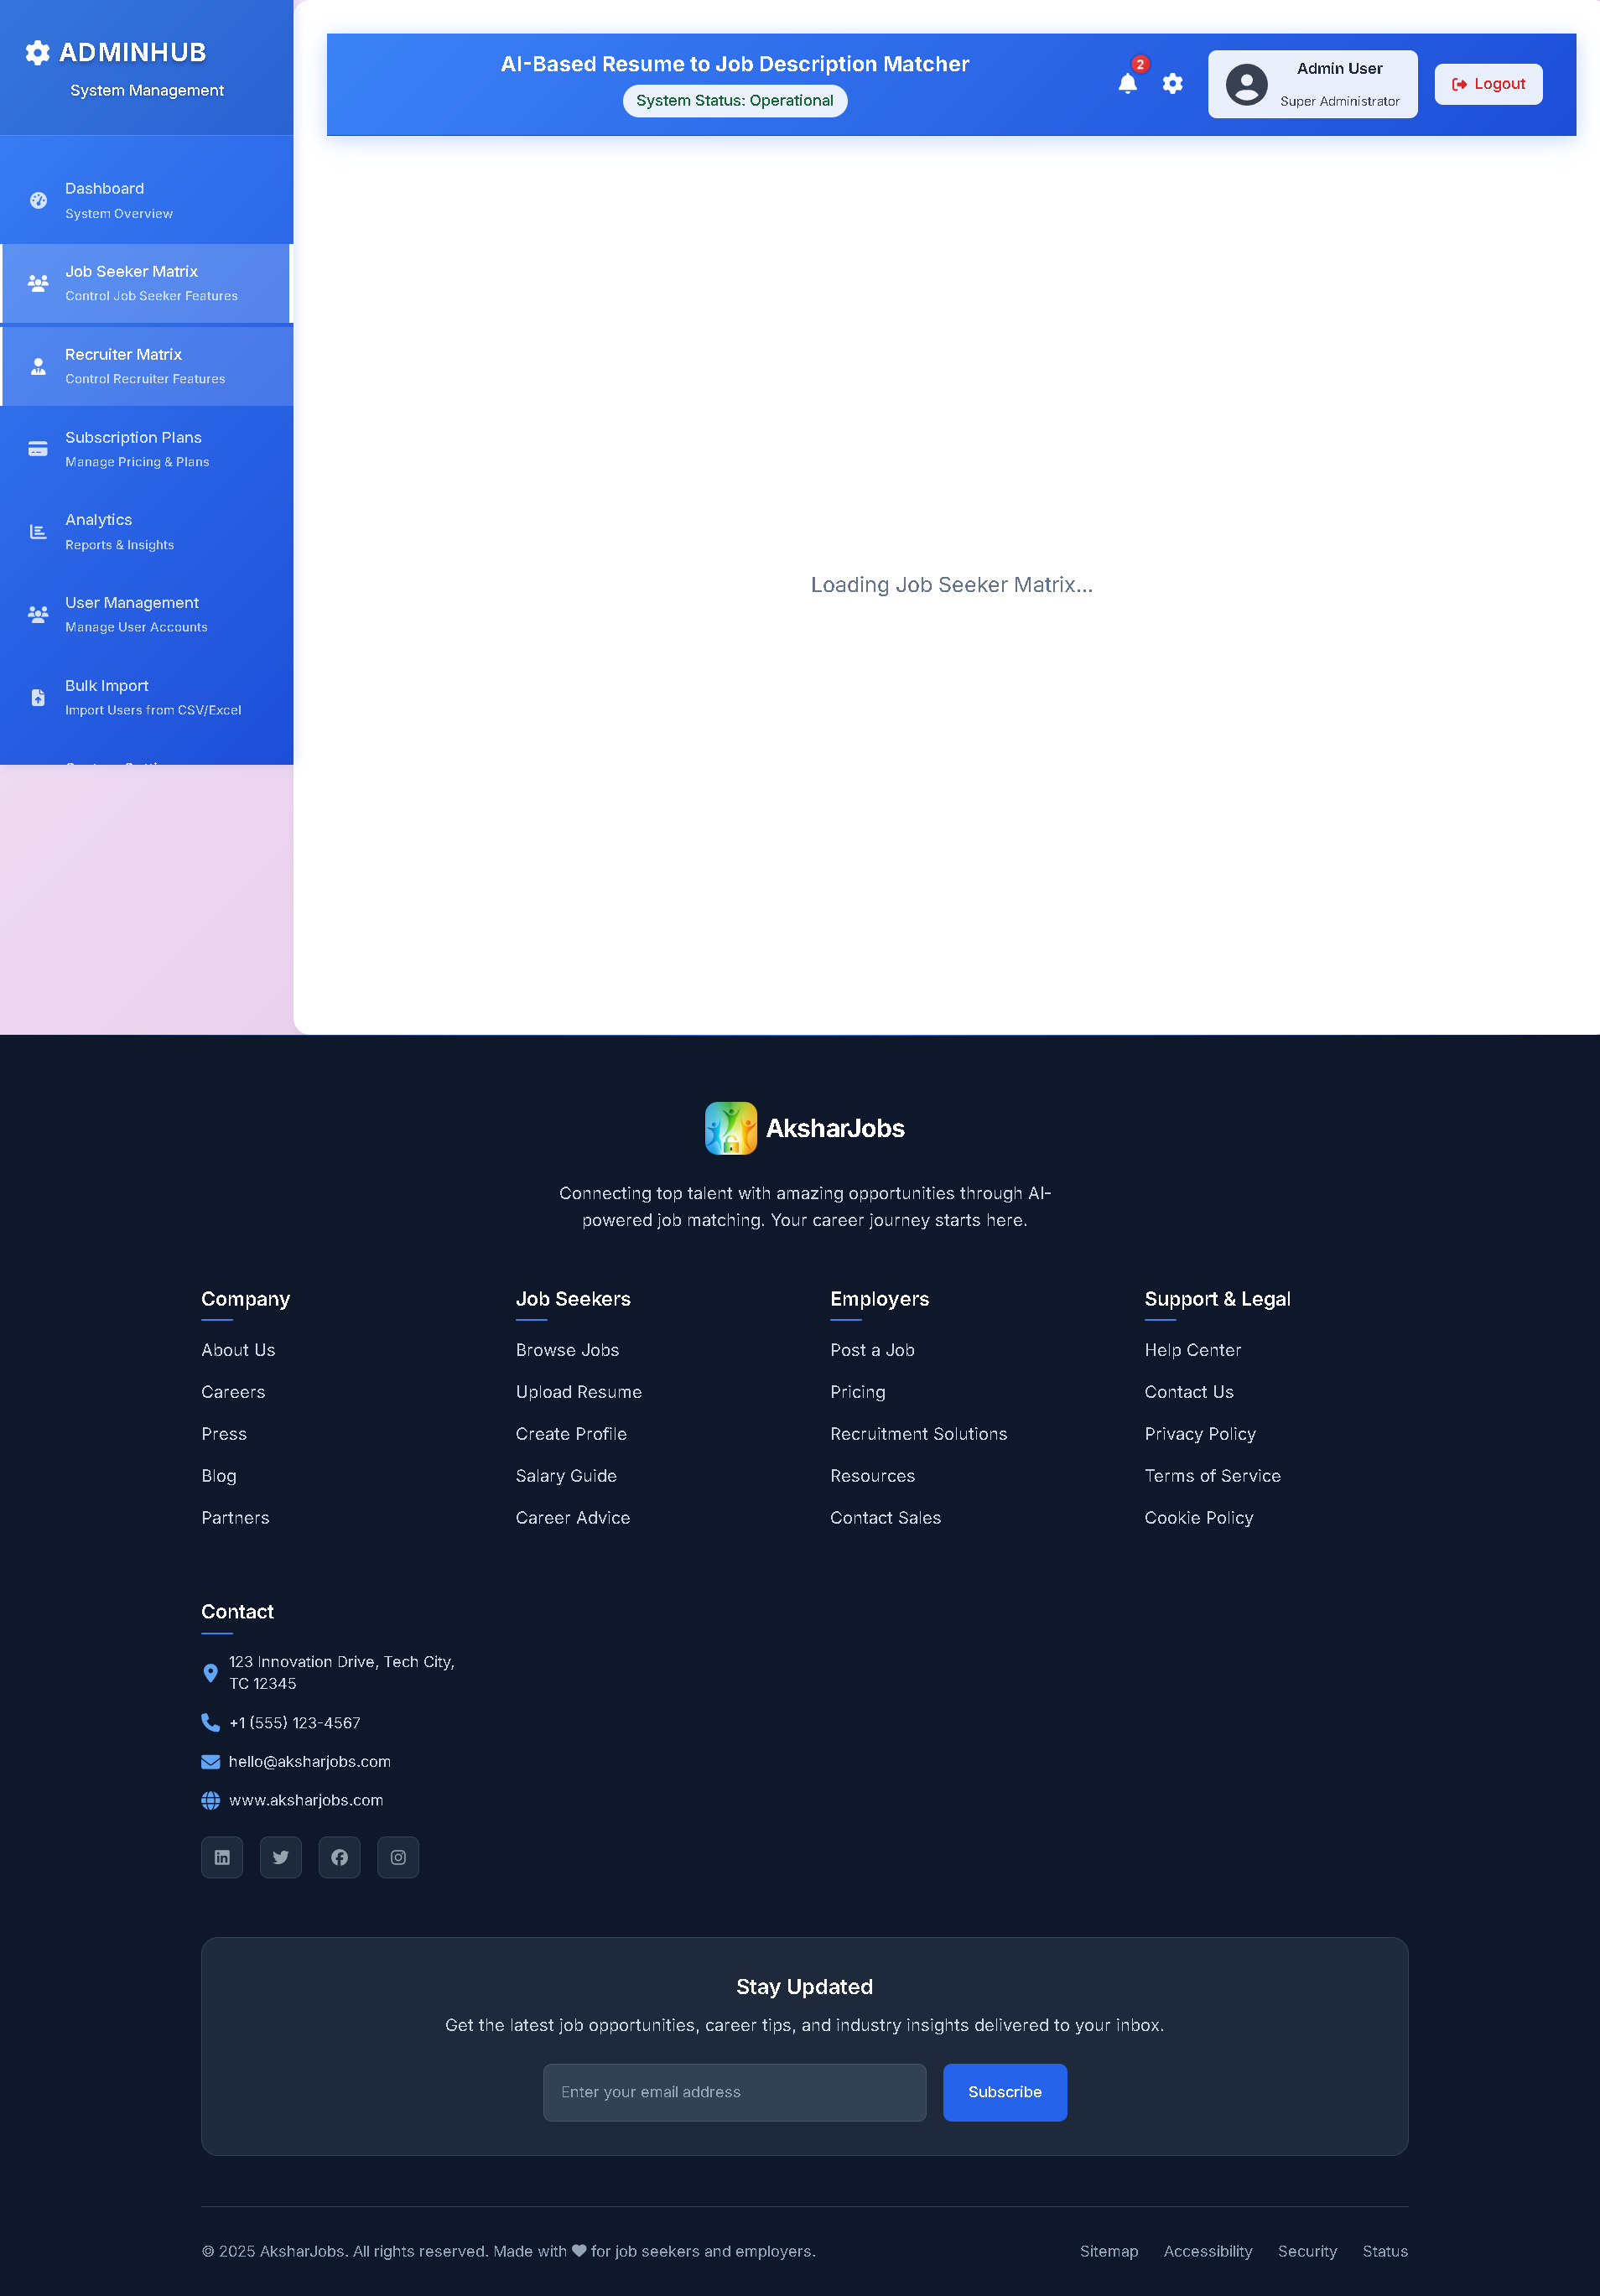 ADMINHUB
System Management
Dashboard
System Overview
Job Seeker Matrix
Control Job Seeker Features
Recruiter Matrix
Control Recruiter Features
Subscription Plans
Manage Pricing & Plans
Analytics
Reports & Insights
User Management
Manage User Accounts
Bulk Import
Import Users from CSV/Excel
AI-Based Resume to Job Description Matcher
System Status: Operational
2
Admin User
Super Administrator
Logout
Loading Job Seeker Matrix...
AksharJobs
Connecting top talent with amazing opportunities through AI-
powered job matching. Your career journey starts here.
Company
About Us
Careers
Press
Blog
Partners
Job Seekers
Browse Jobs
Upload Resume
Create Profile
Salary Guide
Career Advice
Employers
Post a Job
Pricing
Recruitment Solutions
Resources
Contact Sales
Support & Legal
Help Center
Contact Us
Privacy Policy
Terms of Service
Cookie Policy
Contact
123 Innovation Drive, Tech City,
TC 12345
+1 (555) 123-4567
hello@aksharjobs.com
www.aksharjobs.com
Stay Updated
Get the latest job opportunities, career tips, and industry insights delivered to your inbox.
Enter your email address
Subscribe
© 2025 AksharJobs. All rights reserved. Made with ♥ for job seekers and employers.
Sitemap Accessibility Security Status